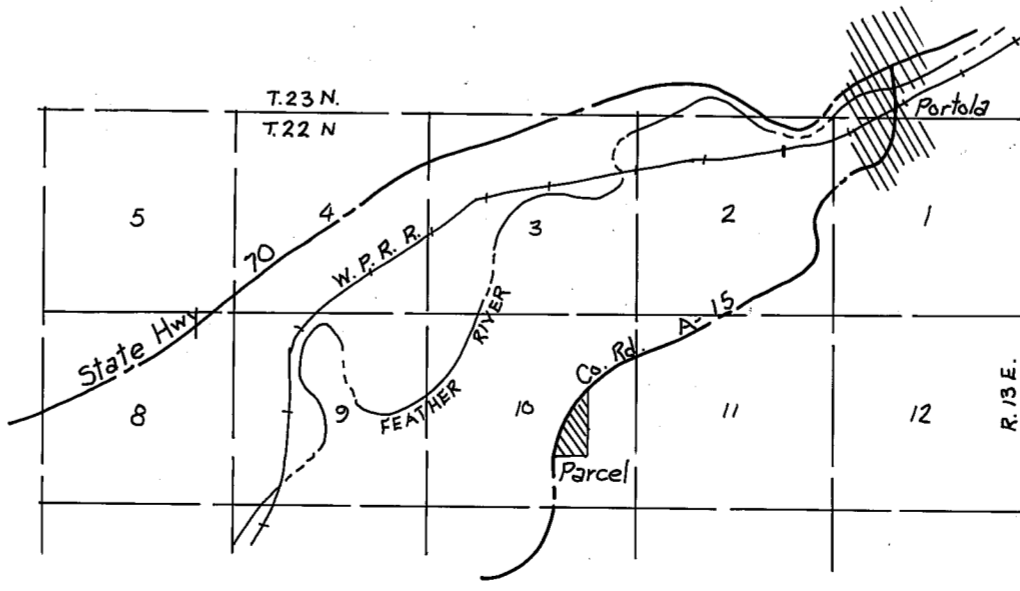 T. 23 N.
T. 22 N
Portola
5
4
3
2
1
70
W. P. R. R.
State Hwy
RIVER
A-15
Co. Rd.
8
9
FEATHER
10
11
12
R. 13 E.
Parcel